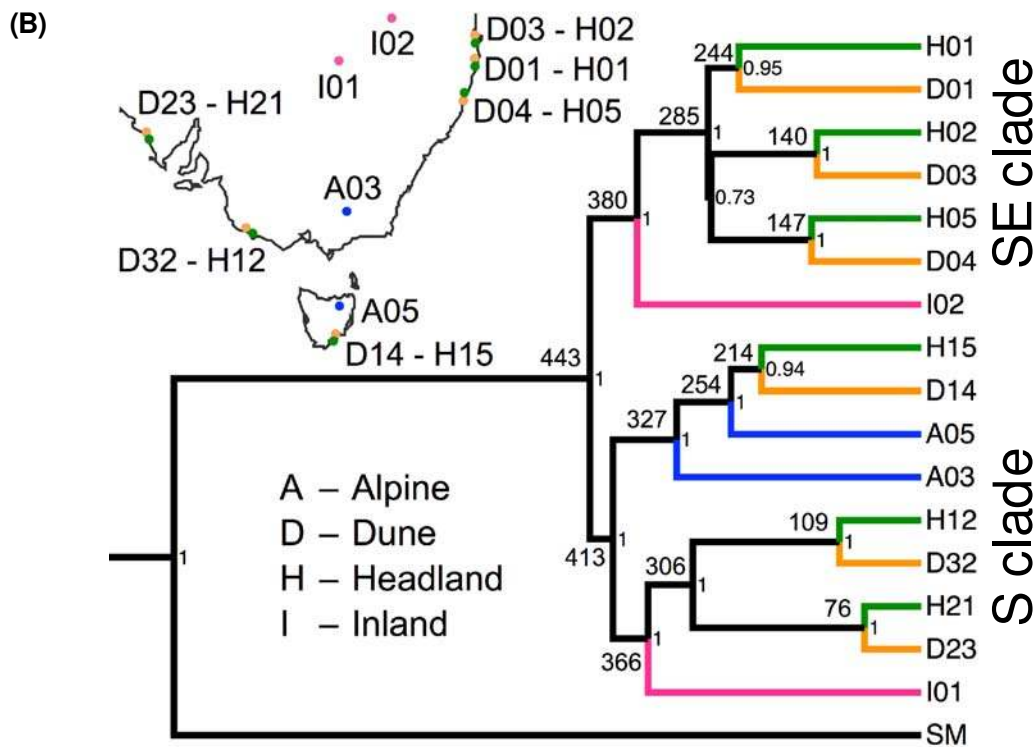 (B)
I02
I01
D03 - H02
D01 - H01
D04 - H05
D23 - H21
A03
D32 - H12
A05
D14 - H15
A – Alpine
D – Dune
H – Headland
I – Inland
1
443
1
380
1
285
1
244
0.95
0.73
140
1
147
1
413
1
327
1
254
1
214
0.94
366
1
306
1
109
1
76
1
H01
D01
H02
D03
H05
D04
I02
H15
D14
A05
A03
H12
D32
H21
D23
I01
SM
SE clade
S clade